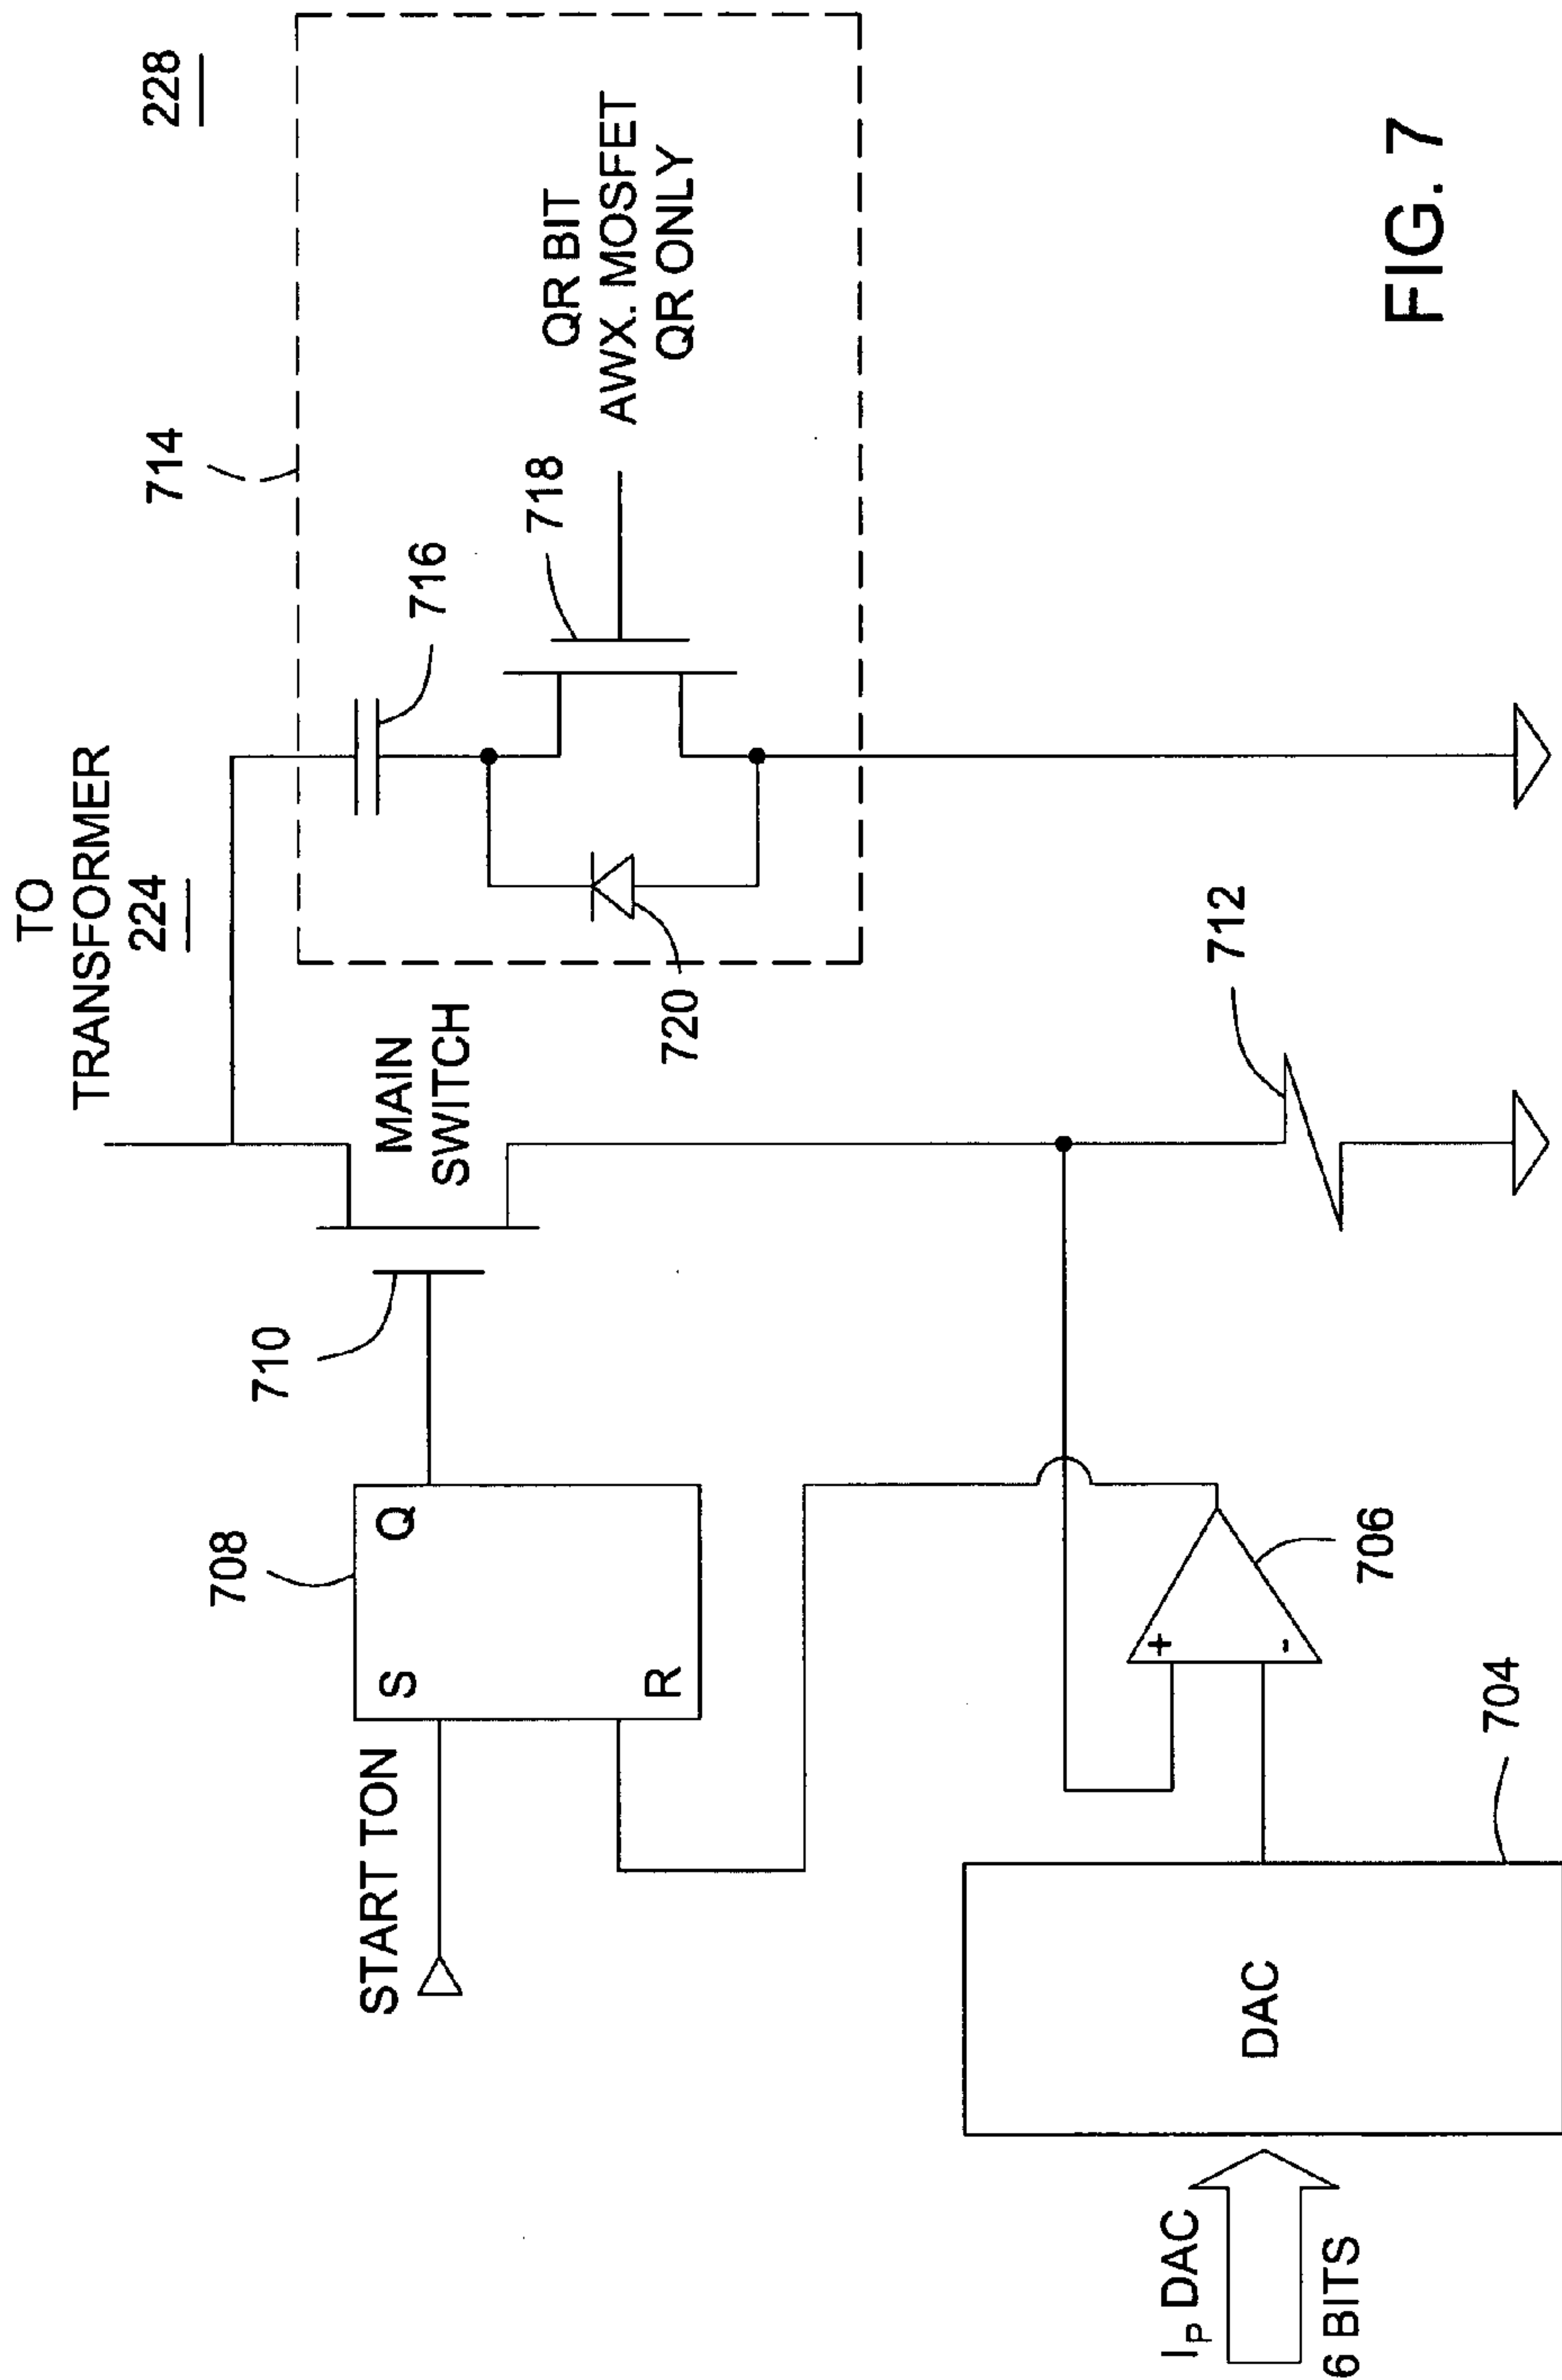 TO
TRANSFORMER
224
228
714
716
718
QR BIT
AWX. MOSFET
QR ONLY
720
MAIN
SWITCH
710
708
S
Q
R
START TON
712
706
+
-
704
DAC
I_P DAC
6 BITS
FIG. 7